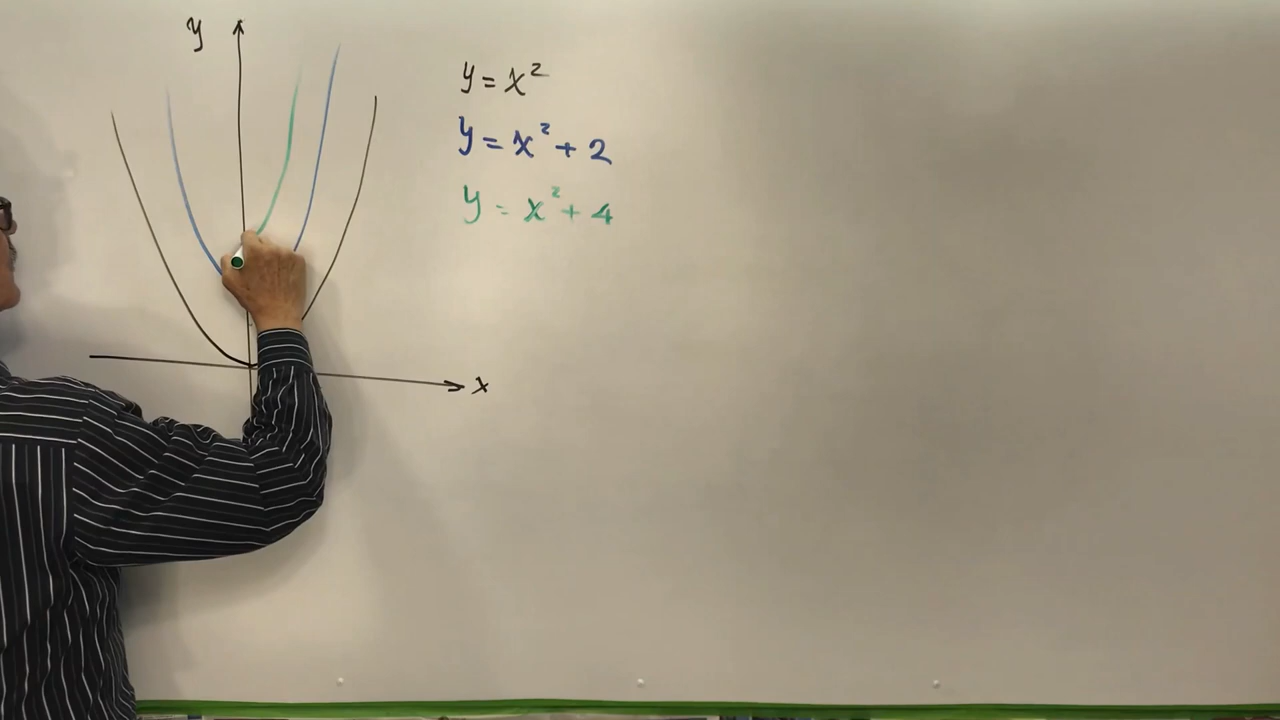 y
y = x²
y = x² + 2
y = x² + 4
x